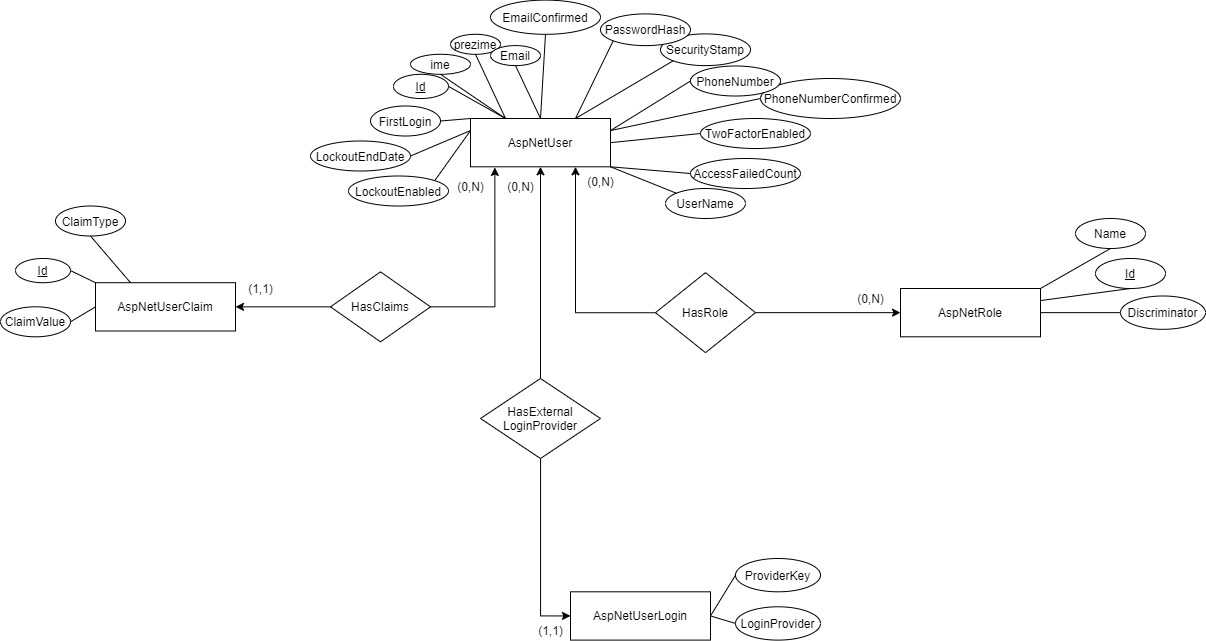 EmailConfirmed
PasswordHash
prezime
Email
SecurityStamp
ime
Id
PhoneNumber
PhoneNumberConfirmed
FirstLogin
AspNetUser
TwoFactorEnabled
LockoutEndDate
AccessFailedCount
LockoutEnabled
(0,N)
(0,N)
(0,N)
UserName
ClaimType
Name
Id
Id
(1,1)
HasClaims
AspNetUserClaim
ClaimValue
HasRole
(0,N)
AspNetRole
Discriminator
HasExternal
LoginProvider
ProviderKey
AspNetUserLogin
LoginProvider
(1,1)